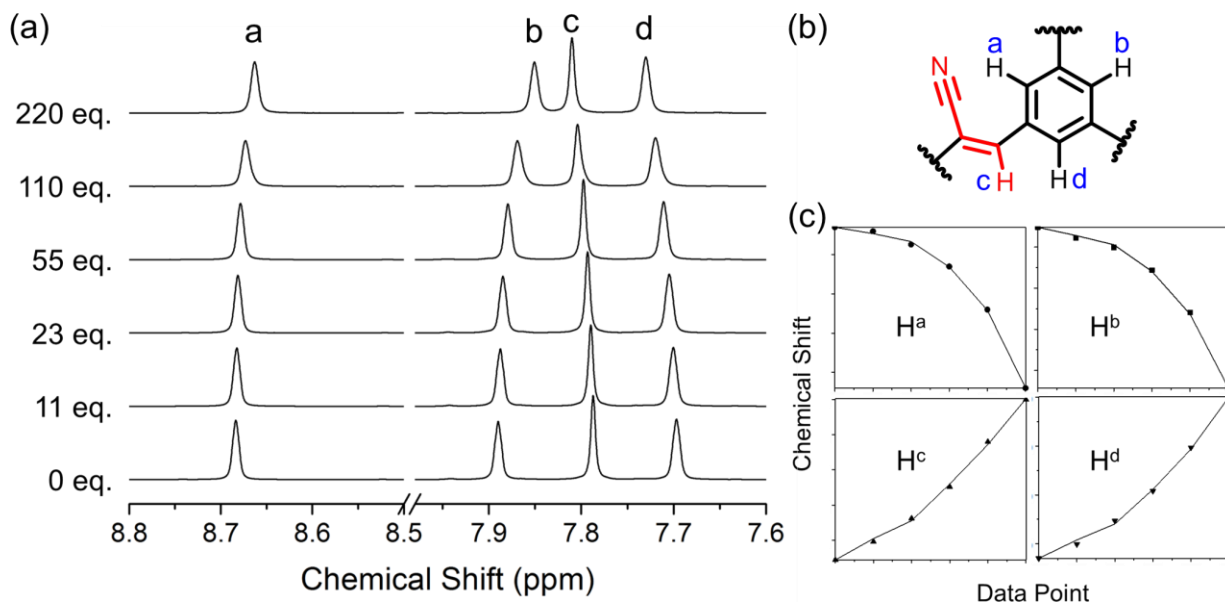 (a)
a b c d
220 eq.
110 eq.
55 eq.
23 eq.
11 eq.
0 eq.
8.8 8.7 8.6 8.5 7.9 7.8 7.7 7.6
Chemical Shift (ppm)
(b)
a b
H H
N
c H H d
(c)
Chemical Shift
Hᵃ Hᵇ
Hᶜ Hᵈ
Data Point